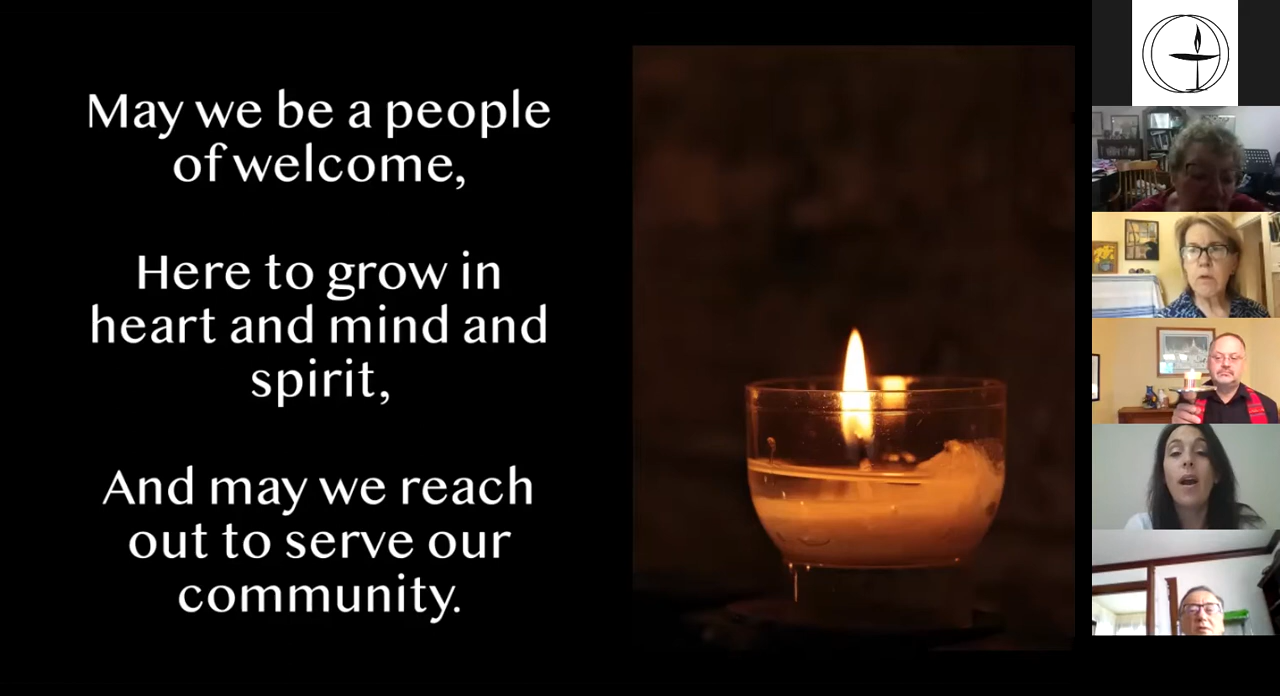 May we be a people
of welcome,
Here to grow in
heart and mind and
spirit,
And may we reach
out to serve our
community.